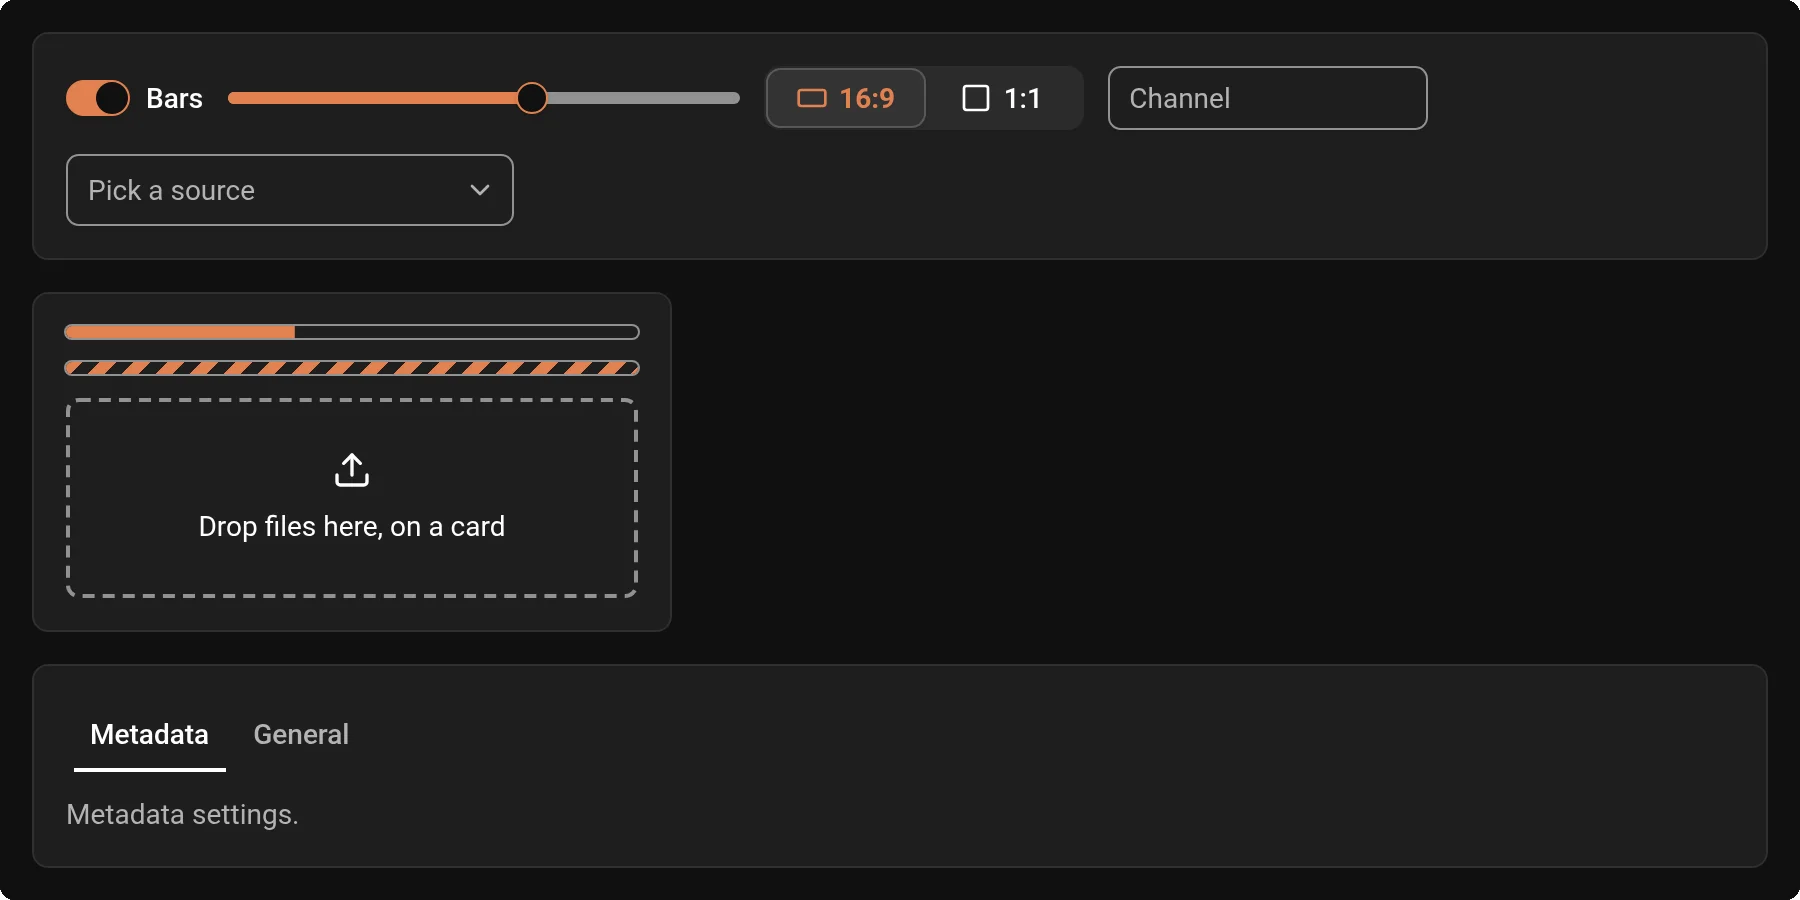 Bars
16:9
1:1
Channel
Pick a source
Drop files here, on a card
Metadata
General
Metadata settings.